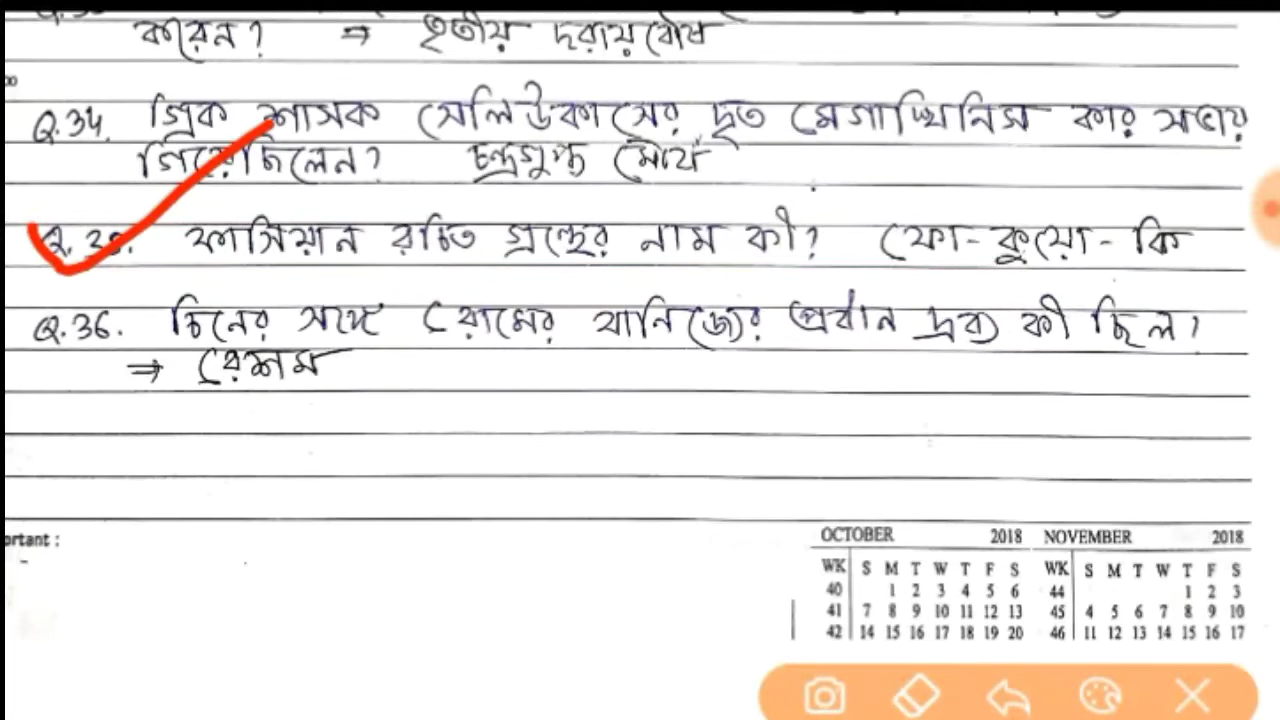 করেন? ⇒ তৃতীয় দরায়বৌষ
Q.34. গ্রিক শাসক সেলিউকাসের দূত মেগাস্থিনিস কার সভায়
গিয়েছিলেন? চন্দ্রগুপ্ত মৌর্য
Q.35. ফাসিয়ান রচিত গ্রন্থের নাম কী? ফো-কুয়ো-কি
Q.36. চিনের সঙ্গে রোমের বানিজ্যের প্রধান দ্রব্য কী ছিল?
⇒ রেশম
ortant :
OCTOBER 2018 NOVEMBER 2018
WK S M T W T F S WK S M T W T F S
40 1 2 3 4 5 6 44 1 2 3
41 7 8 9 10 11 12 13 45 4 5 6 7 8 9 10
42 14 15 16 17 18 19 20 46 11 12 13 14 15 16 17